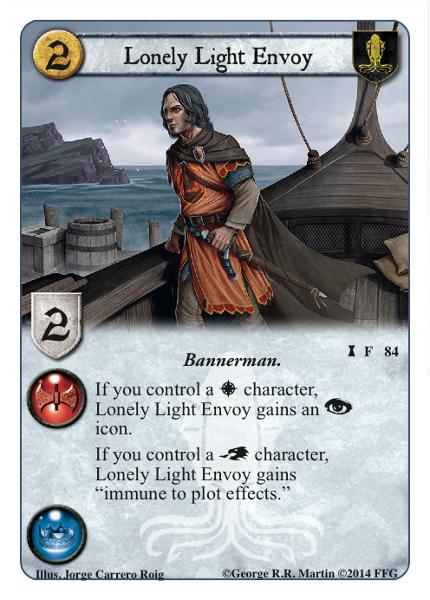 2
Lonely Light Envoy
2
Bannerman.
F 84
If you control a character,
Lonely Light Envoy gains an
icon.
If you control a character,
Lonely Light Envoy gains
“immune to plot effects.”
Illus. Jorge Carrero Roig
©George R.R. Martin ©2014 FFG